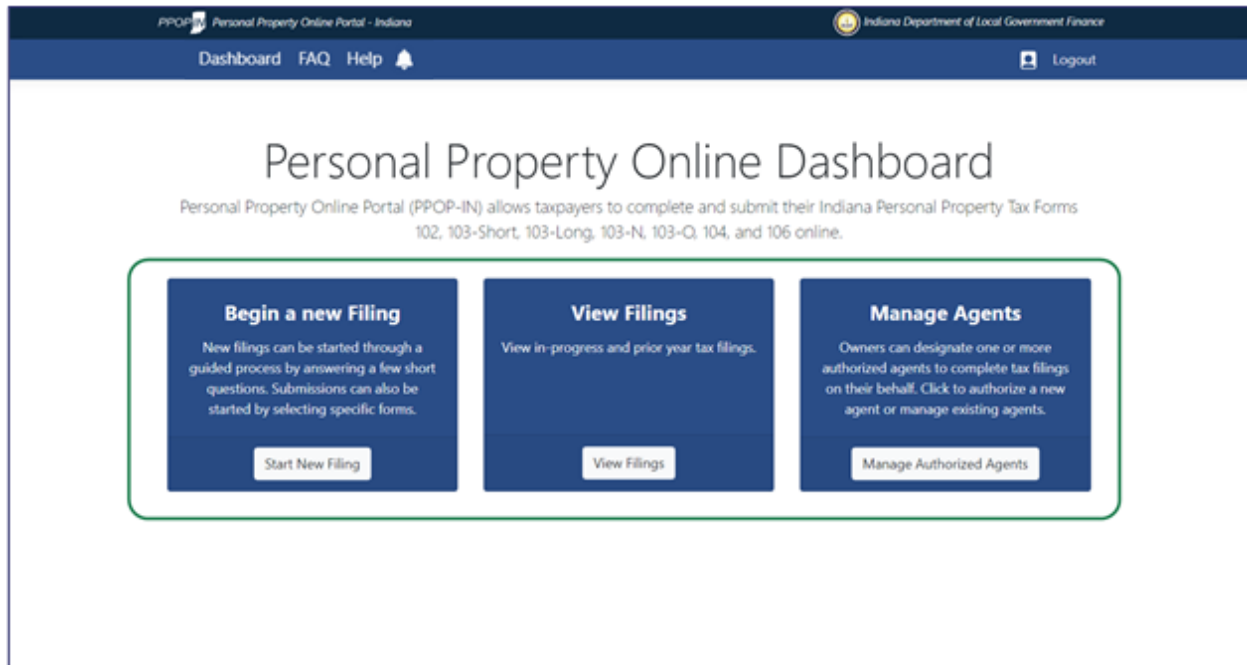 PPOP IN Personal Property Online Portal - Indiana
Indiana Department of Local Government Finance
Dashboard FAQ Help
Logout
Personal Property Online Dashboard
Personal Property Online Portal (PPOP-IN) allows taxpayers to complete and submit their Indiana Personal Property Tax Forms
102, 103-Short, 103-Long, 103-N, 103-O, 104, and 106 online.
Begin a new Filing
New filings can be started through a
guided process by answering a few short
questions. Submissions can also be
started by selecting specific forms.
Start New Filing
View Filings
View in-progress and prior year tax filings.
View Filings
Manage Agents
Owners can designate one or more
authorized agents to complete tax filings
on their behalf. Click to authorize a new
agent or manage existing agents.
Manage Authorized Agents